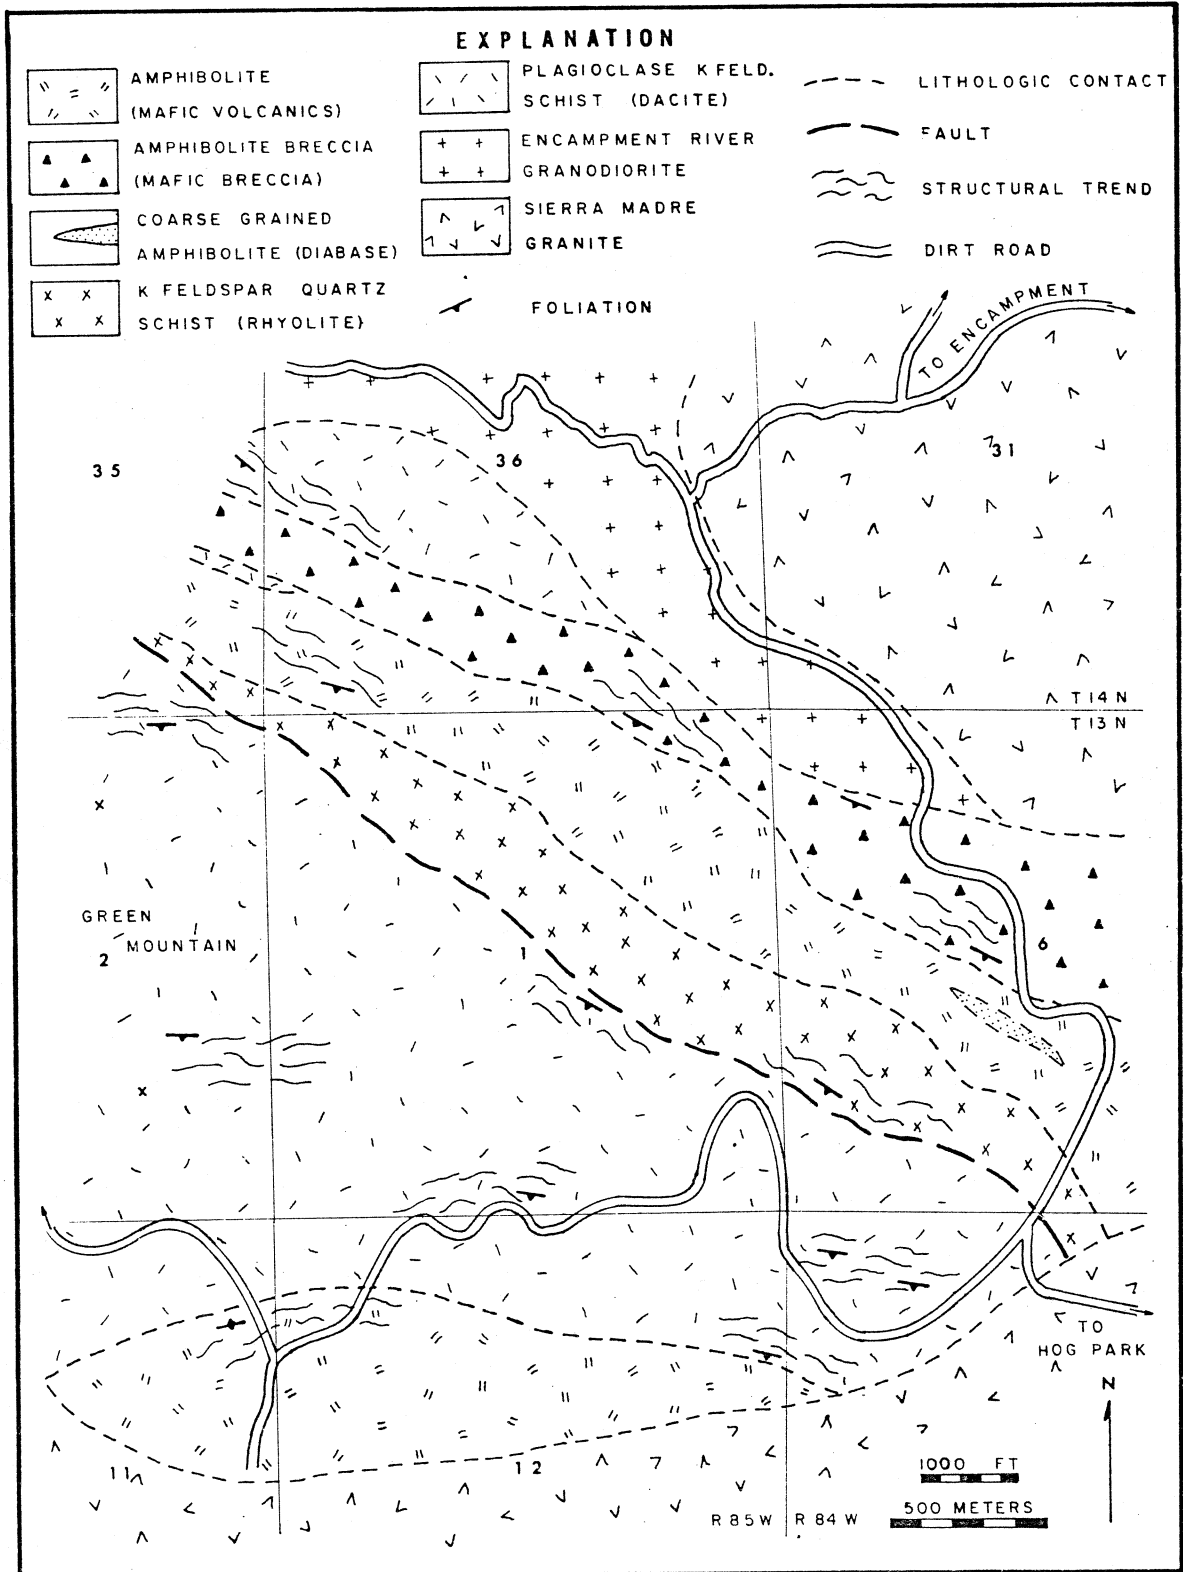 EXPLANATION
AMPHIBOLITE
(MAFIC VOLCANICS)
AMPHIBOLITE BRECCIA
(MAFIC BRECCIA)
COARSE GRAINED
AMPHIBOLITE (DIABASE)
K FELDSPAR QUARTZ
SCHIST (RHYOLITE)
PLAGIOCLASE K FELD.
SCHIST (DACITE)
ENCAMPMENT RIVER
GRANODIORITE
SIERRA MADRE
GRANITE
FOLIATION
LITHOLOGIC CONTACT
FAULT
STRUCTURAL TREND
DIRT ROAD
TO ENCAMPMENT
35
36
31
T 14 N
T 13 N
GREEN
MOUNTAIN
2
1
6
TO
HOG PARK
N
11
12
1000 FT
500 METERS
R 85 W
R 84 W